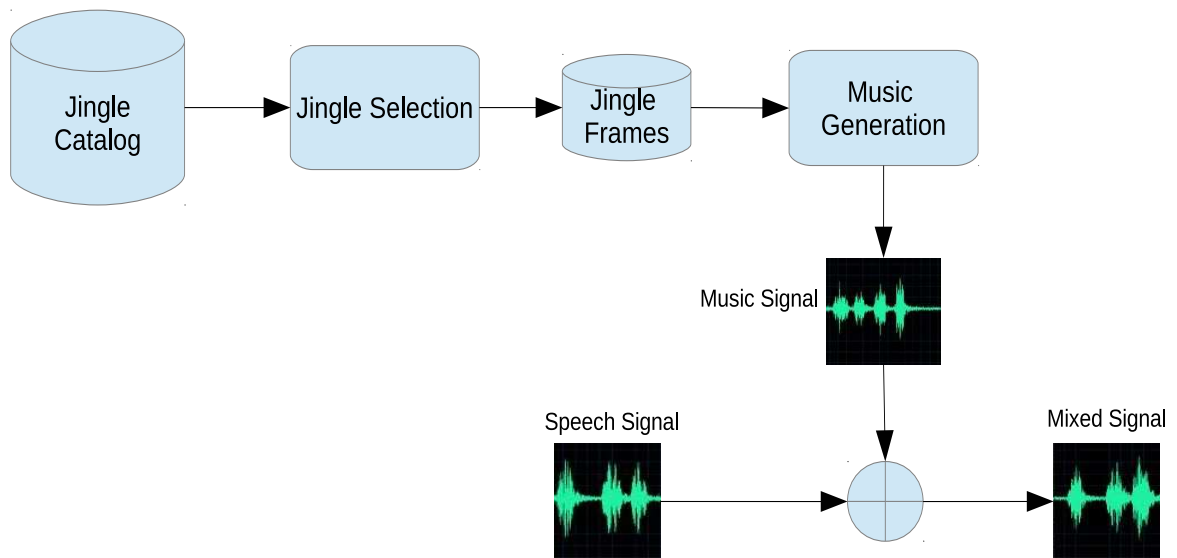 Jingle
Catalog
Jingle Selection
Jingle
Frames
Music
Generation
Music Signal
Speech Signal
Mixed Signal